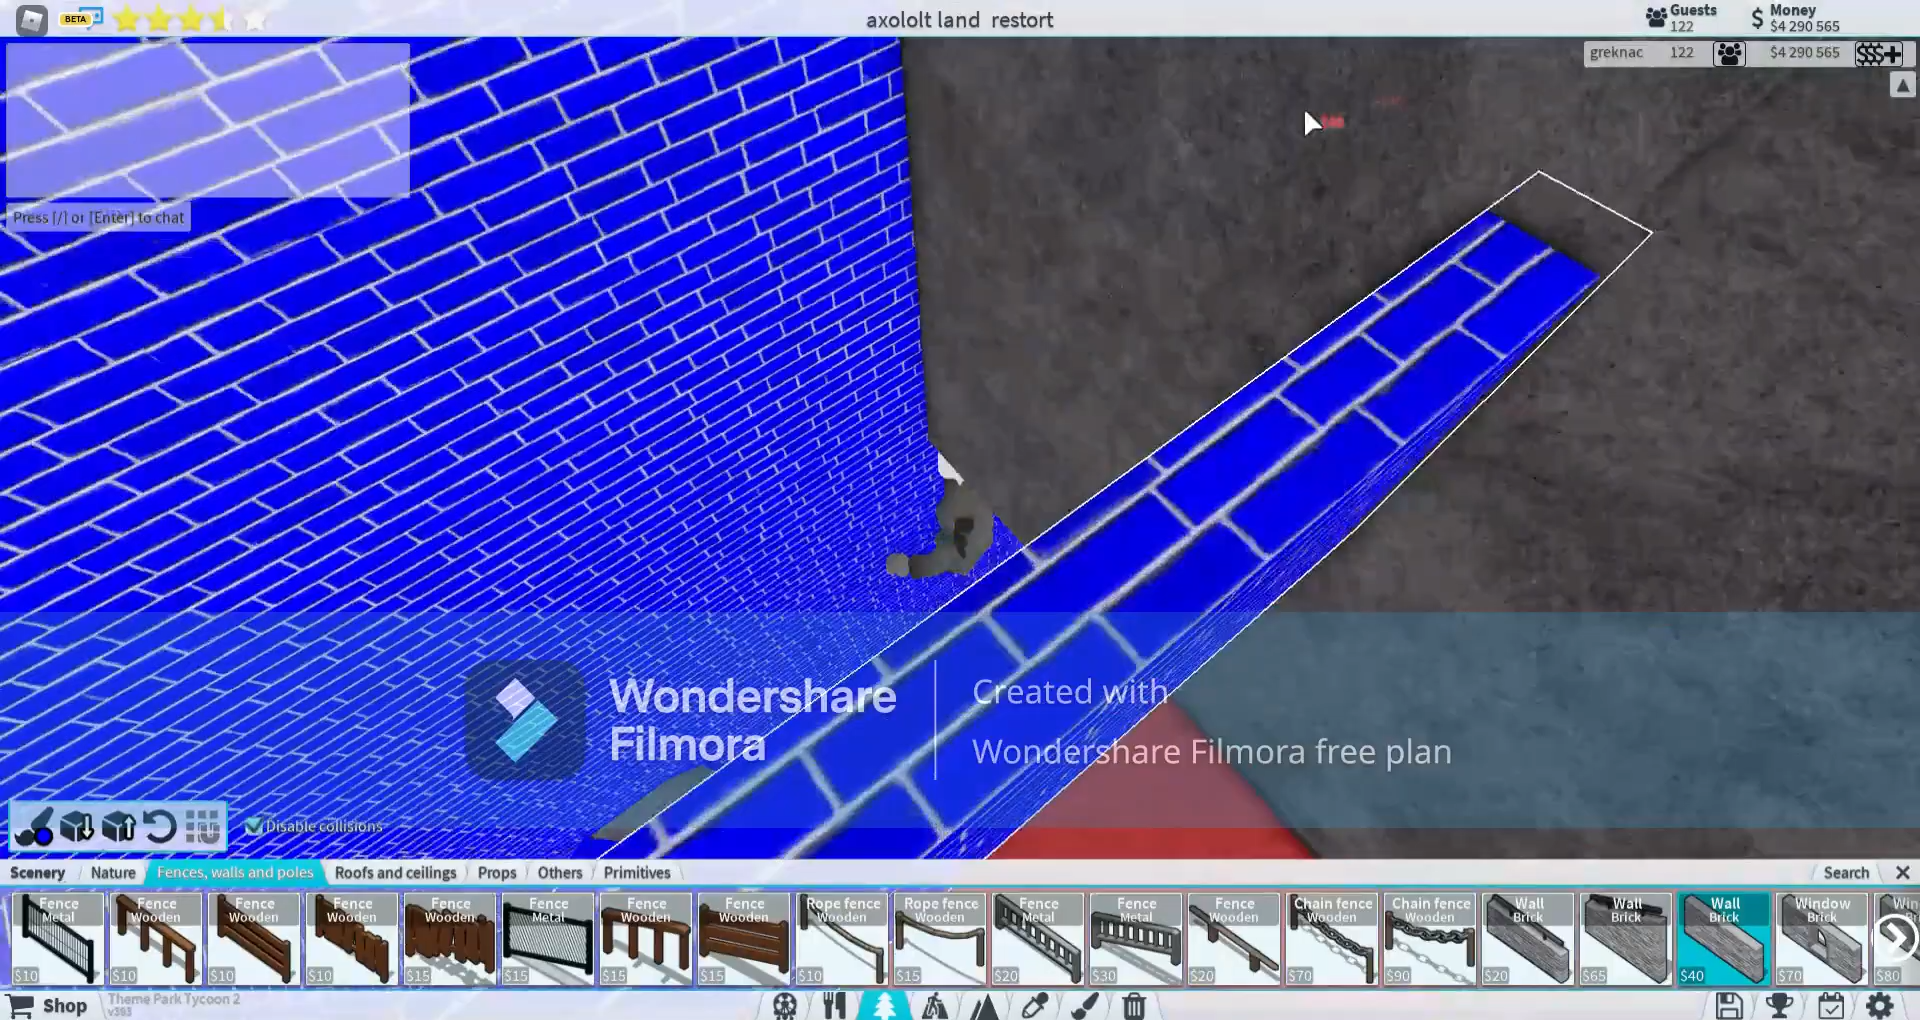 BETA
axololt land restort
Guests
122
Money
$4 290 565
greknac 122 $4 290 565
Press [/] or [Enter] to chat
Wondershare
Filmora
Created with
Wondershare Filmora free plan
Disable collisions
Scenery Nature Fences, walls and poles Roofs and ceilings Props Others Primitives Search
Fence Metal $10
Fence Wooden $10
Fence Wooden $10
Fence Wooden $10
Fence Wooden $15
Fence Metal $15
Fence Wooden $15
Fence Wooden $15
Rope fence Wooden $10
Rope fence Wooden $15
Fence Metal $20
Fence Metal $30
Fence Wooden $20
Chain fence Wooden $70
Chain fence Wooden $90
Wall Brick $20
Wall Brick $65
Wall Brick $40
Window Brick $70
$80
Shop
Theme Park Tycoon 2
v393